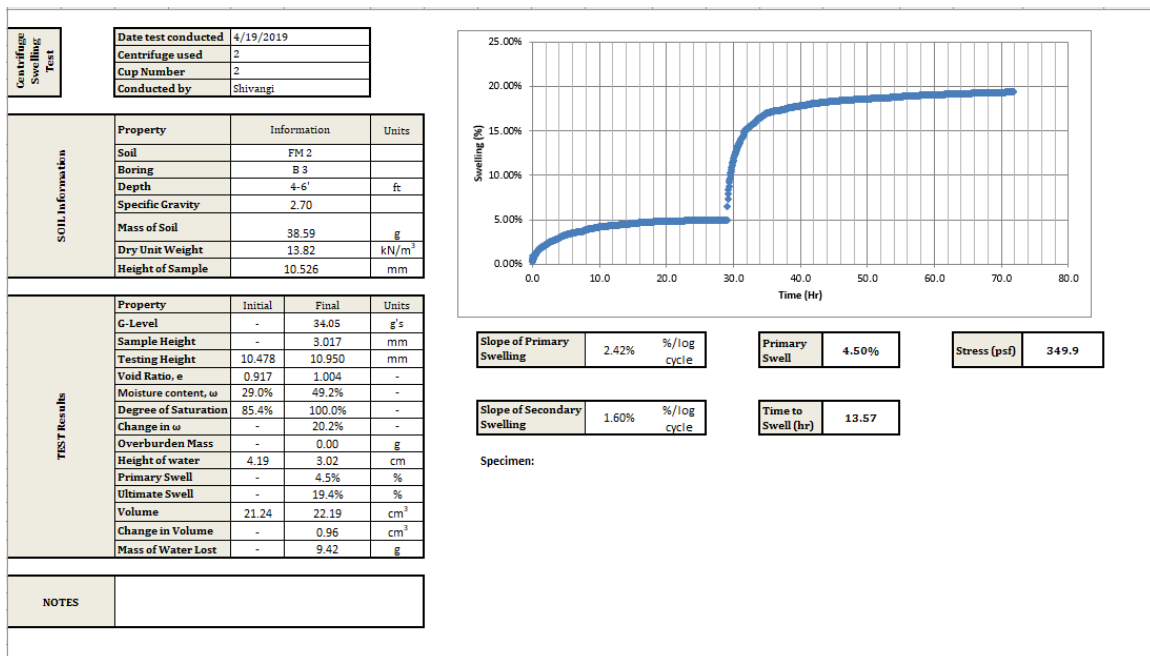 Centrifuge
Swelling
Test
Date test conducted 4/19/2019
Centrifuge used 2
Cup Number 2
Conducted by Shivangi
SOIL Information
Property Information Units
Soil FM 2
Boring B 3
Depth 4-6' ft
Specific Gravity 2.70
Mass of Soil 38.59 g
Dry Unit Weight 13.82 kN/m³
Height of Sample 10.526 mm
TEST Results
Property Initial Final Units
G-Level - 34.05 g's
Sample Height - 3.017 mm
Testing Height 10.478 10.950 mm
Void Ratio, e 0.917 1.004 -
Moisture content, ω 29.0% 49.2% -
Degree of Saturation 85.4% 100.0% -
Change in ω - 20.2% -
Overburden Mass - 0.00 g
Height of water 4.19 3.02 cm
Primary Swell - 4.5% %
Ultimate Swell - 19.4% %
Volume 21.24 22.19 cm³
Change in Volume - 0.96 cm³
Mass of Water Lost - 9.42 g
NOTES
25.00%
20.00%
15.00%
10.00%
5.00%
0.00%
Swelling (%)
0.0 10.0 20.0 30.0 40.0 50.0 60.0 70.0 80.0
Time (Hr)
Slope of Primary
Swelling
2.42% %/log
cycle
Primary
Swell
4.50%
Stress (psf) 349.9
Slope of Secondary
Swelling
1.60% %/log
cycle
Time to
Swell (hr)
13.57
Specimen: